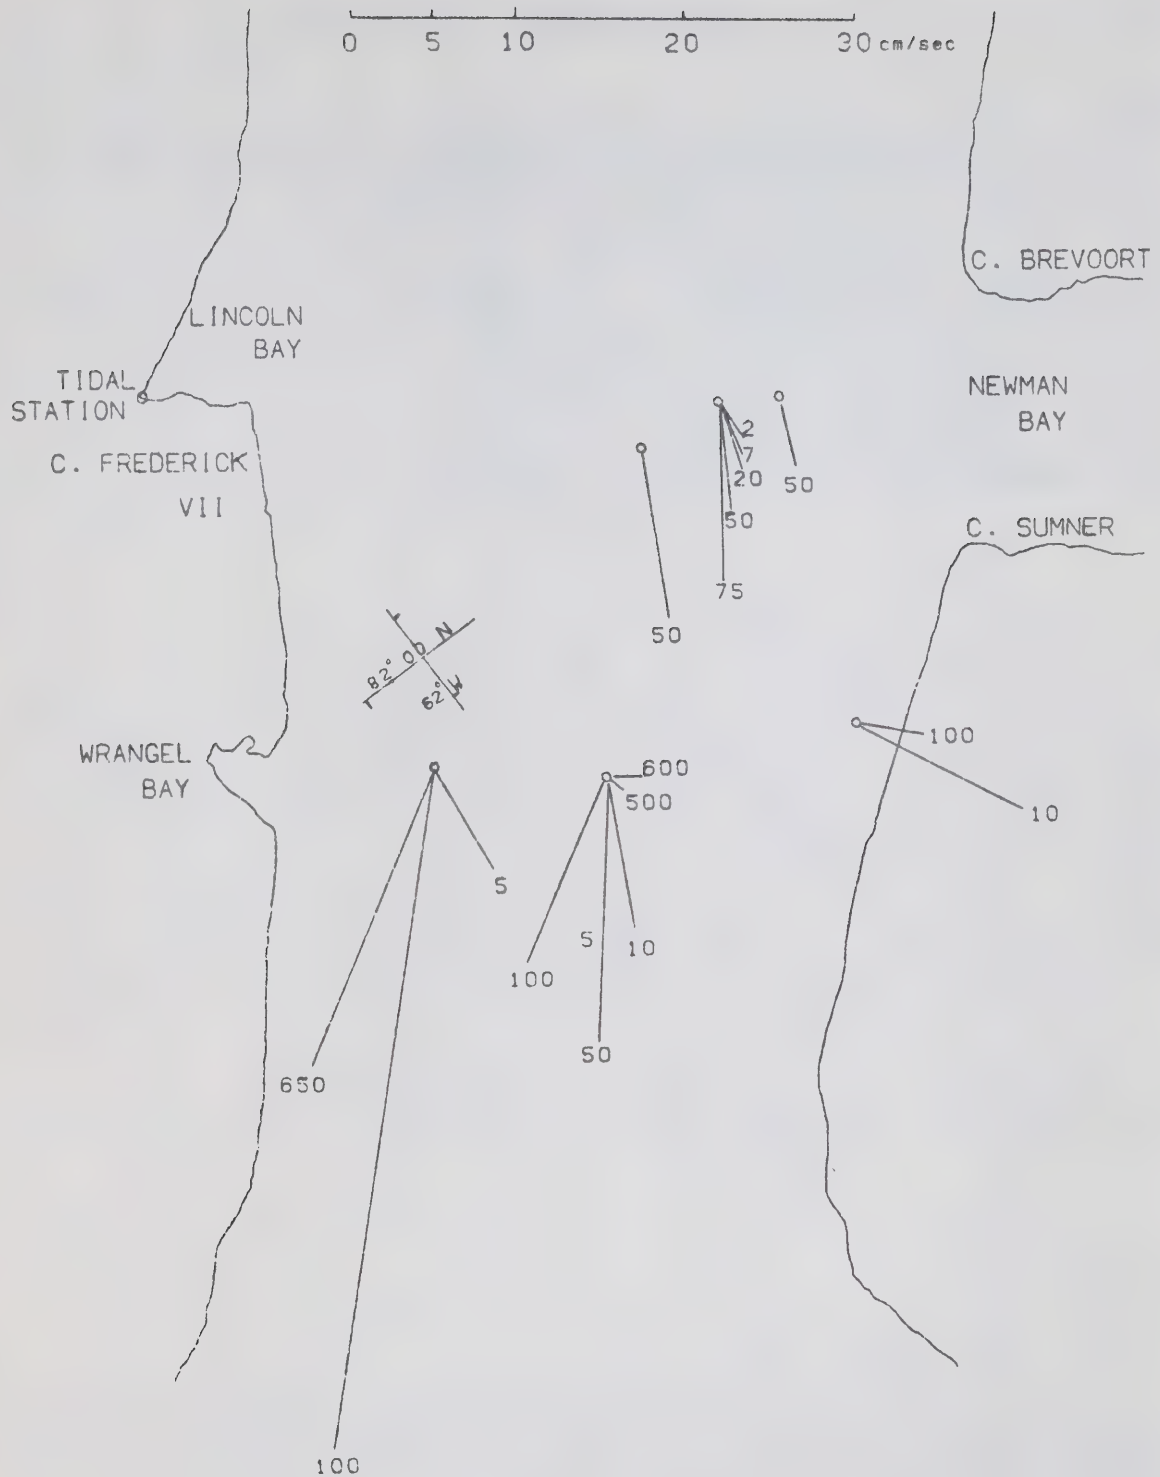 0 5 10 20 30 cm/sec
C. BREVOORT
LINCOLN
BAY
TIDAL
STATION
NEWMAN
BAY
C. FREDERICK
VII
2
7
20
50
50
C. SUMNER
75
50
82° 00 N
62° W
100
WRANGEL
BAY
600
500
10
5
5
10
100
50
650
100